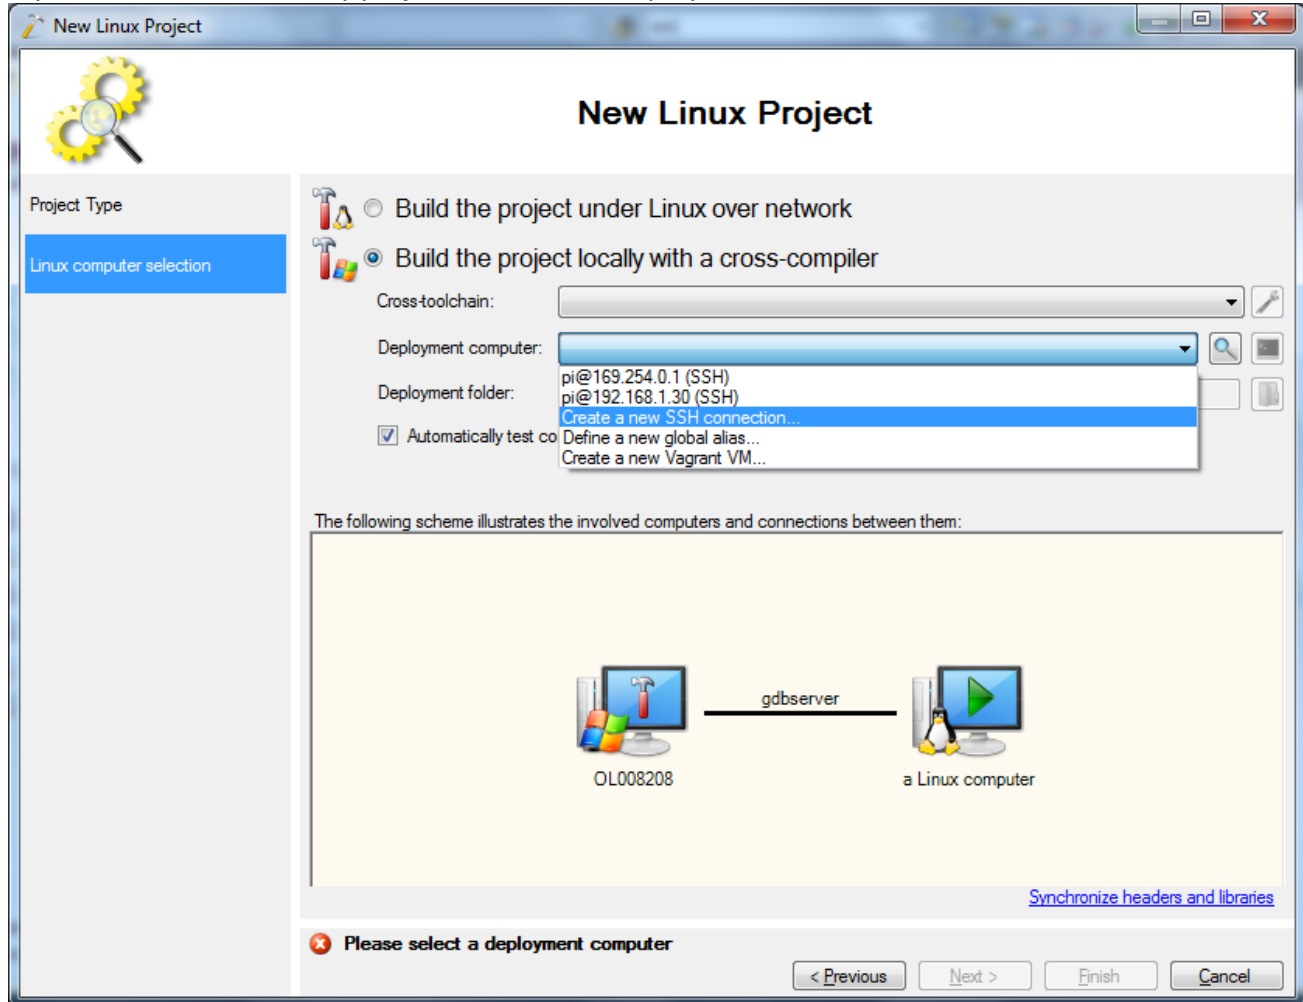 New Linux Project
New Linux Project
Project Type
Linux computer selection
Build the project under Linux over network
Build the project locally with a cross-compiler
Cross-toolchain:
Deployment computer:
pi@169.254.0.1 (SSH)
Deployment folder:
pi@192.168.1.30 (SSH)
Create a new SSH connection...
Automatically test co
Define a new global alias...
Create a new Vagrant VM...
The following scheme illustrates the involved computers and connections between them:
gdbserver
OL008208
a Linux computer
Synchronize headers and libraries
Please select a deployment computer
< Previous
Next >
Finish
Cancel